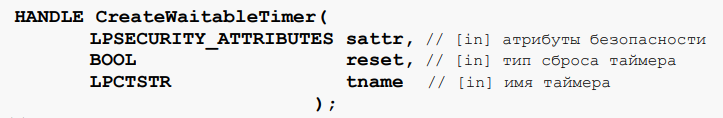 HANDLE CreateWaitableTimer(
LPSECURITY_ATTRIBUTES sattr, // [in] атрибуты безопасности
BOOL reset, // [in] тип сброса таймера
LPCTSTR tname // [in] имя таймера
);